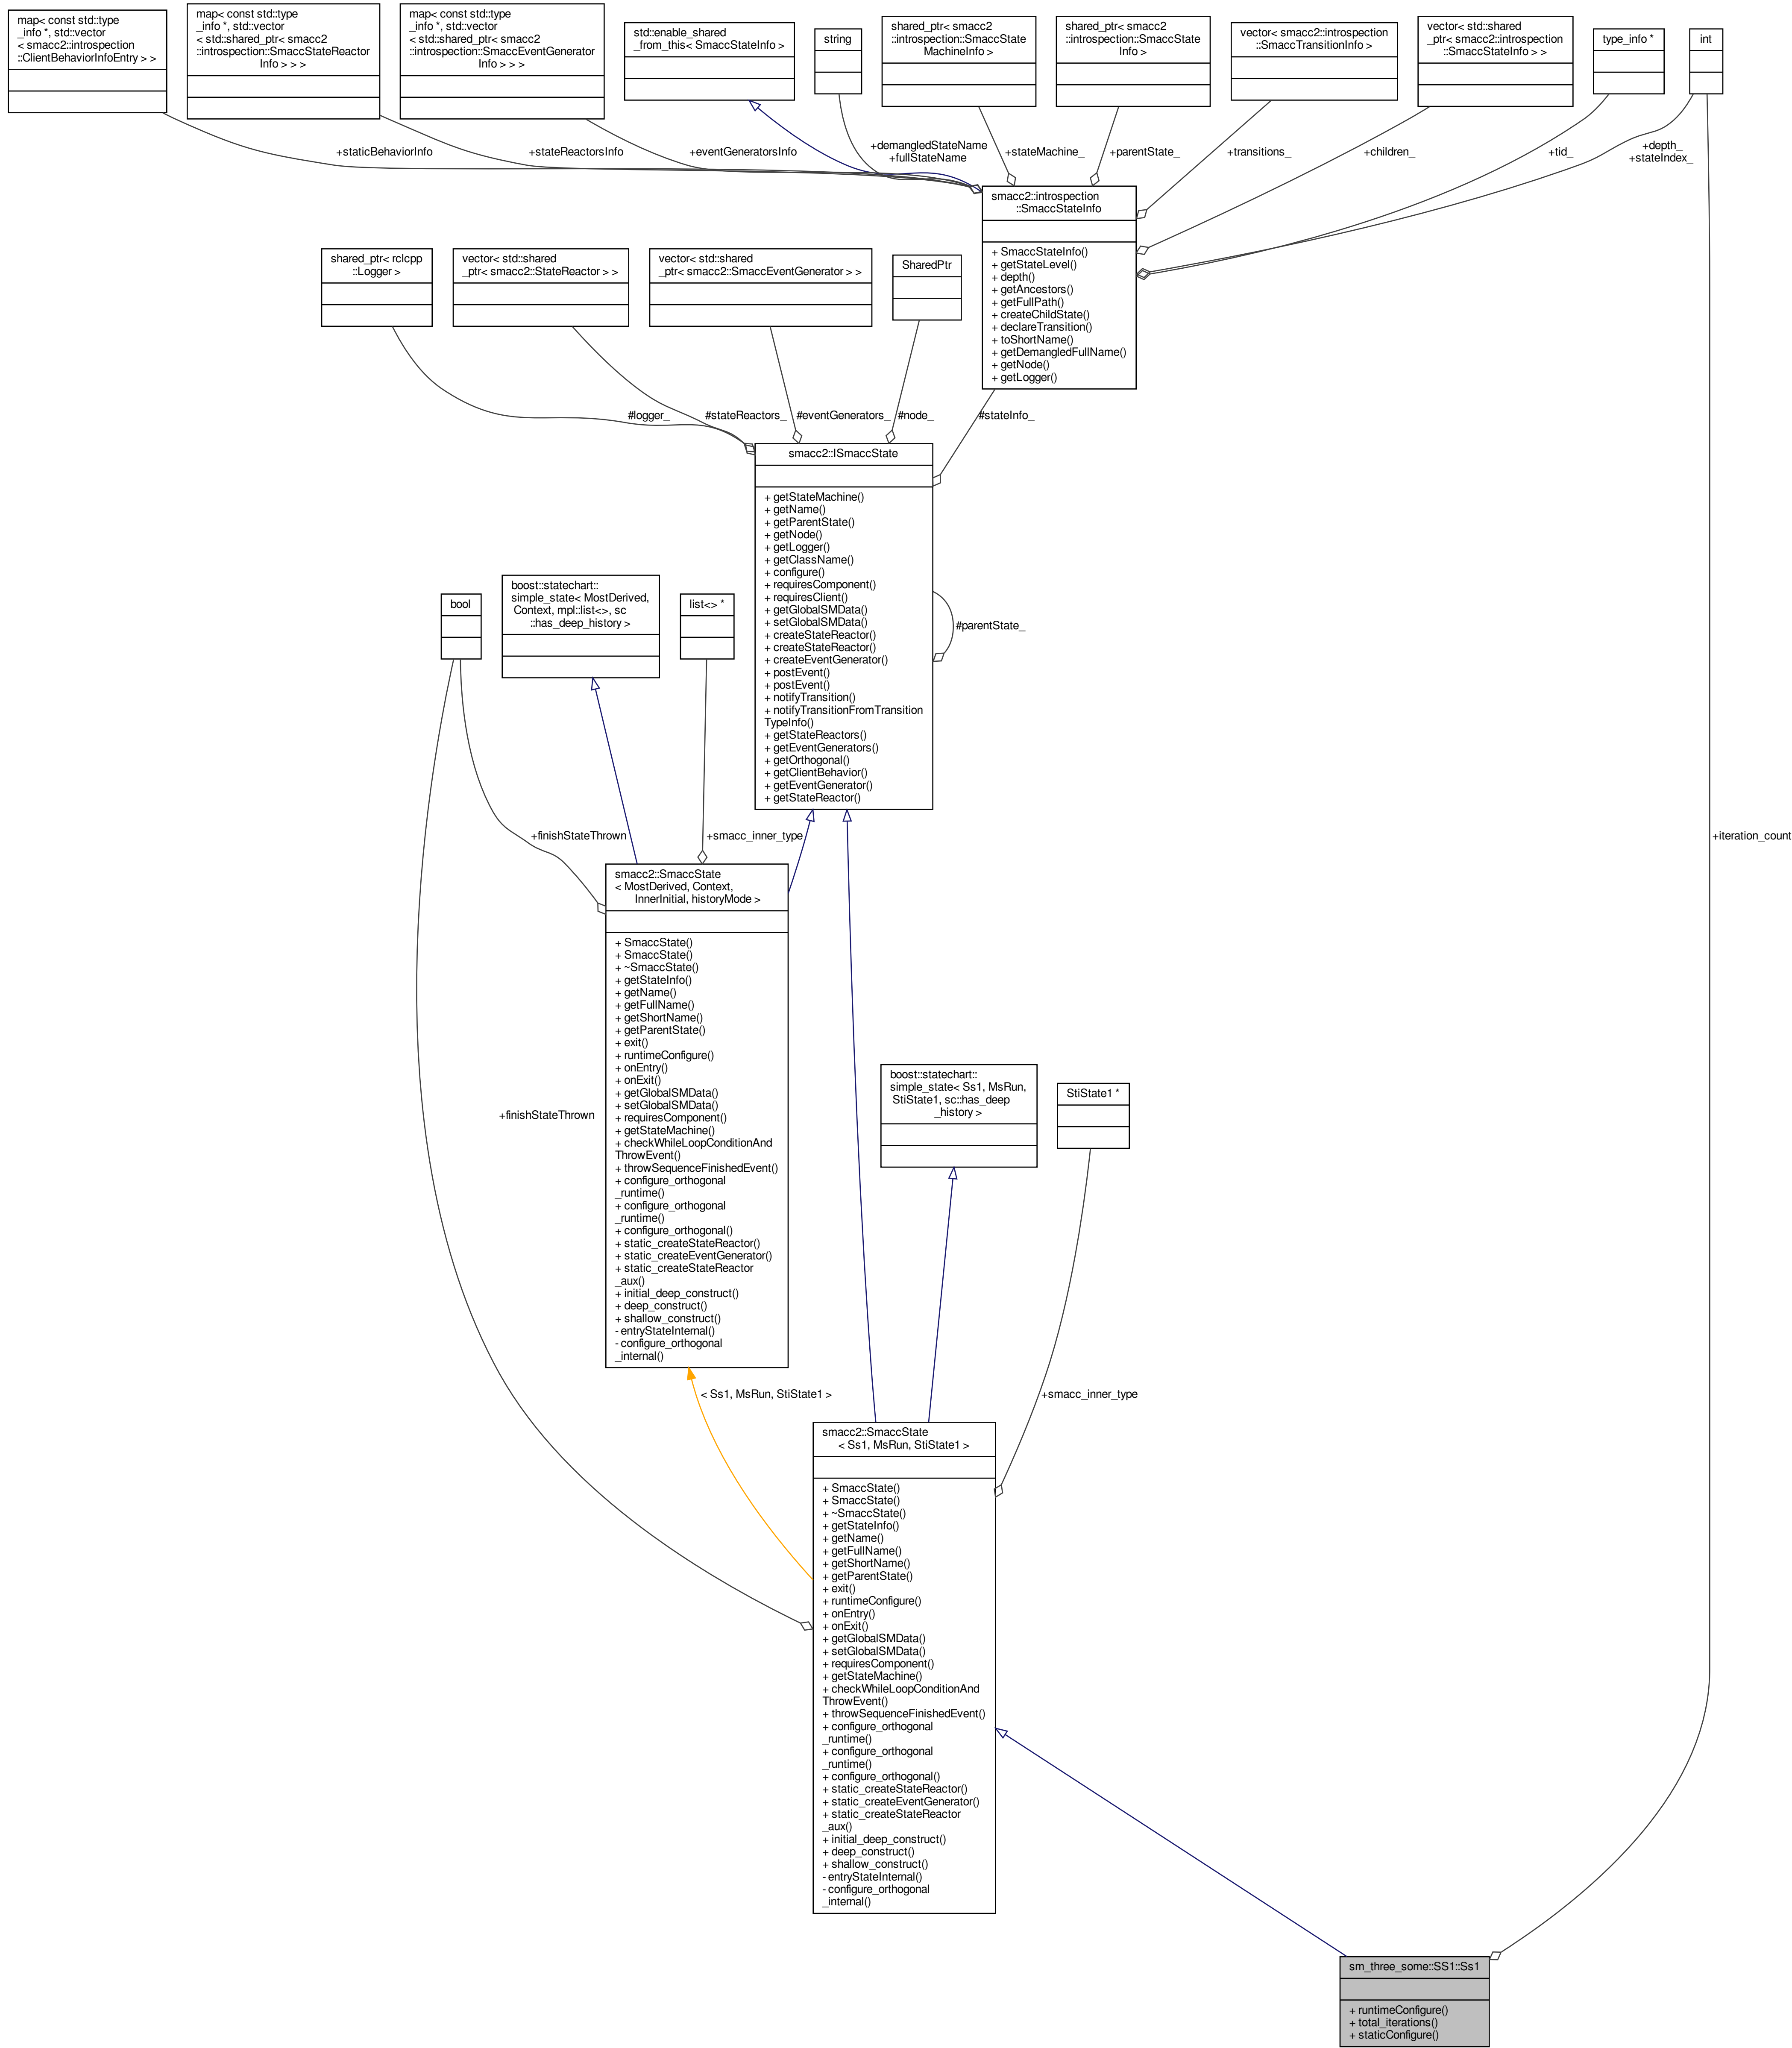 map< const std::type
_info *, std::vector
< smacc2::introspection
::ClientBehaviorInfoEntry > >
map< const std::type
_info *, std::vector
< std::shared_ptr< smacc2
::introspection::SmaccStateReactor
Info > > >
map< const std::type
_info *, std::vector
< std::shared_ptr< smacc2
::introspection::SmaccEventGenerator
Info > > >
std::enable_shared
_from_this< SmaccStateInfo >
string
shared_ptr< smacc2
::introspection::SmaccState
MachineInfo >
shared_ptr< smacc2
::introspection::SmaccState
Info >
vector< smacc2::introspection
::SmaccTransitionInfo >
vector< std::shared
_ptr< smacc2::introspection
::SmaccStateInfo > >
type_info *
int
+staticBehaviorInfo
+stateReactorsInfo
+eventGeneratorsInfo
+demangledStateName
+fullStateName
+stateMachine_
+parentState_
+transitions_
+children_
+tid_
+depth_
+stateIndex_
smacc2::introspection
::SmaccStateInfo
+ SmaccStateInfo()
+ getStateLevel()
+ depth()
+ getAncestors()
+ getFullPath()
+ createChildState()
+ declareTransition()
+ toShortName()
+ getDemangledFullName()
+ getNode()
+ getLogger()
shared_ptr< rclcpp
::Logger >
vector< std::shared
_ptr< smacc2::StateReactor > >
vector< std::shared
_ptr< smacc2::SmaccEventGenerator > >
SharedPtr
#logger_
#stateReactors_
#eventGenerators_
#node_
#stateInfo_
smacc2::ISmaccState
+ getStateMachine()
+ getName()
+ getParentState()
+ getNode()
+ getLogger()
+ getClassName()
+ configure()
+ requiresComponent()
+ requiresClient()
+ getGlobalSMData()
+ setGlobalSMData()
+ createStateReactor()
+ createStateReactor()
+ createEventGenerator()
+ postEvent()
+ postEvent()
+ notifyTransition()
+ notifyTransitionFromTransition
TypeInfo()
+ getStateReactors()
+ getEventGenerators()
+ getOrthogonal()
+ getClientBehavior()
+ getEventGenerator()
+ getStateReactor()
#parentState_
bool
boost::statechart::
simple_state< MostDerived,
Context, mpl::list<>, sc
::has_deep_history >
list<> *
+finishStateThrown
+smacc_inner_type
+iteration_count
smacc2::SmaccState
< MostDerived, Context,
InnerInitial, historyMode >
+ SmaccState()
+ SmaccState()
+ ~SmaccState()
+ getStateInfo()
+ getName()
+ getFullName()
+ getShortName()
+ getParentState()
+ exit()
+ runtimeConfigure()
+ onEntry()
+ onExit()
+ getGlobalSMData()
+ setGlobalSMData()
+ requiresComponent()
+ getStateMachine()
+ checkWhileLoopConditionAnd
ThrowEvent()
+ throwSequenceFinishedEvent()
+ configure_orthogonal
_runtime()
+ configure_orthogonal
_runtime()
+ configure_orthogonal()
+ static_createStateReactor()
+ static_createEventGenerator()
+ static_createStateReactor
_aux()
+ initial_deep_construct()
+ deep_construct()
+ shallow_construct()
- entryStateInternal()
- configure_orthogonal
_internal()
+finishStateThrown
boost::statechart::
simple_state< Ss1, MsRun,
StiState1, sc::has_deep
_history >
StiState1 *
< Ss1, MsRun, StiState1 >
+smacc_inner_type
smacc2::SmaccState
< Ss1, MsRun, StiState1 >
+ SmaccState()
+ SmaccState()
+ ~SmaccState()
+ getStateInfo()
+ getName()
+ getFullName()
+ getShortName()
+ getParentState()
+ exit()
+ runtimeConfigure()
+ onEntry()
+ onExit()
+ getGlobalSMData()
+ setGlobalSMData()
+ requiresComponent()
+ getStateMachine()
+ checkWhileLoopConditionAnd
ThrowEvent()
+ throwSequenceFinishedEvent()
+ configure_orthogonal
_runtime()
+ configure_orthogonal
_runtime()
+ configure_orthogonal()
+ static_createStateReactor()
+ static_createEventGenerator()
+ static_createStateReactor
_aux()
+ initial_deep_construct()
+ deep_construct()
+ shallow_construct()
- entryStateInternal()
- configure_orthogonal
_internal()
sm_three_some::SS1::Ss1
+ runtimeConfigure()
+ total_iterations()
+ staticConfigure()